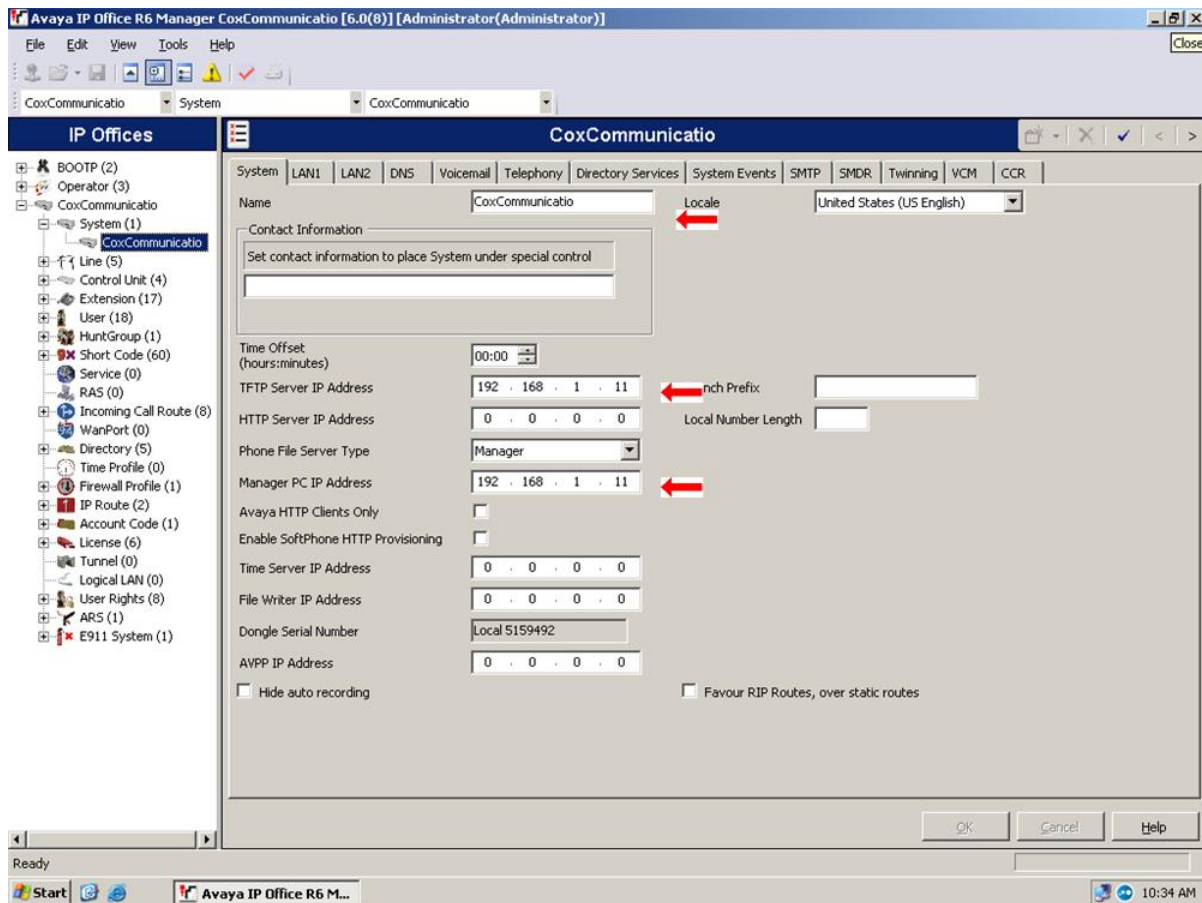 Avaya IP Office R6 Manager CoxCommunicatio [6.0(8)] [Administrator(Administrator)]
Close
File Edit View Tools Help
CoxCommunicatio System CoxCommunicatio
IP Offices
BOOTP (2)
Operator (3)
CoxCommunicatio
System (1)
CoxCommunicatio
Line (5)
Control Unit (4)
Extension (17)
User (18)
HuntGroup (1)
Short Code (60)
Service (0)
RAS (0)
Incoming Call Route (8)
WanPort (0)
Directory (5)
Time Profile (0)
Firewall Profile (1)
IP Route (2)
Account Code (1)
License (6)
Tunnel (0)
Logical LAN (0)
User Rights (8)
ARS (1)
E911 System (1)
CoxCommunicatio
System LAN1 LAN2 DNS Voicemail Telephony Directory Services System Events SMTP SMDR Twinning VCM CCR
Name CoxCommunicatio Locale United States (US English)
Contact Information
Set contact information to place System under special control
Time Offset
(hours:minutes) 00:00
TFTP Server IP Address 192 . 168 . 1 . 11 nch Prefix
HTTP Server IP Address 0 . 0 . 0 . 0 Local Number Length
Phone File Server Type Manager
Manager PC IP Address 192 . 168 . 1 . 11
Avaya HTTP Clients Only
Enable SoftPhone HTTP Provisioning
Time Server IP Address 0 . 0 . 0 . 0
File Writer IP Address 0 . 0 . 0 . 0
Dongle Serial Number Local 5159492
AVPP IP Address 0 . 0 . 0 . 0
Hide auto recording Favour RIP Routes, over static routes
OK Cancel Help
Ready
Start Avaya IP Office R6 M... 10:34 AM